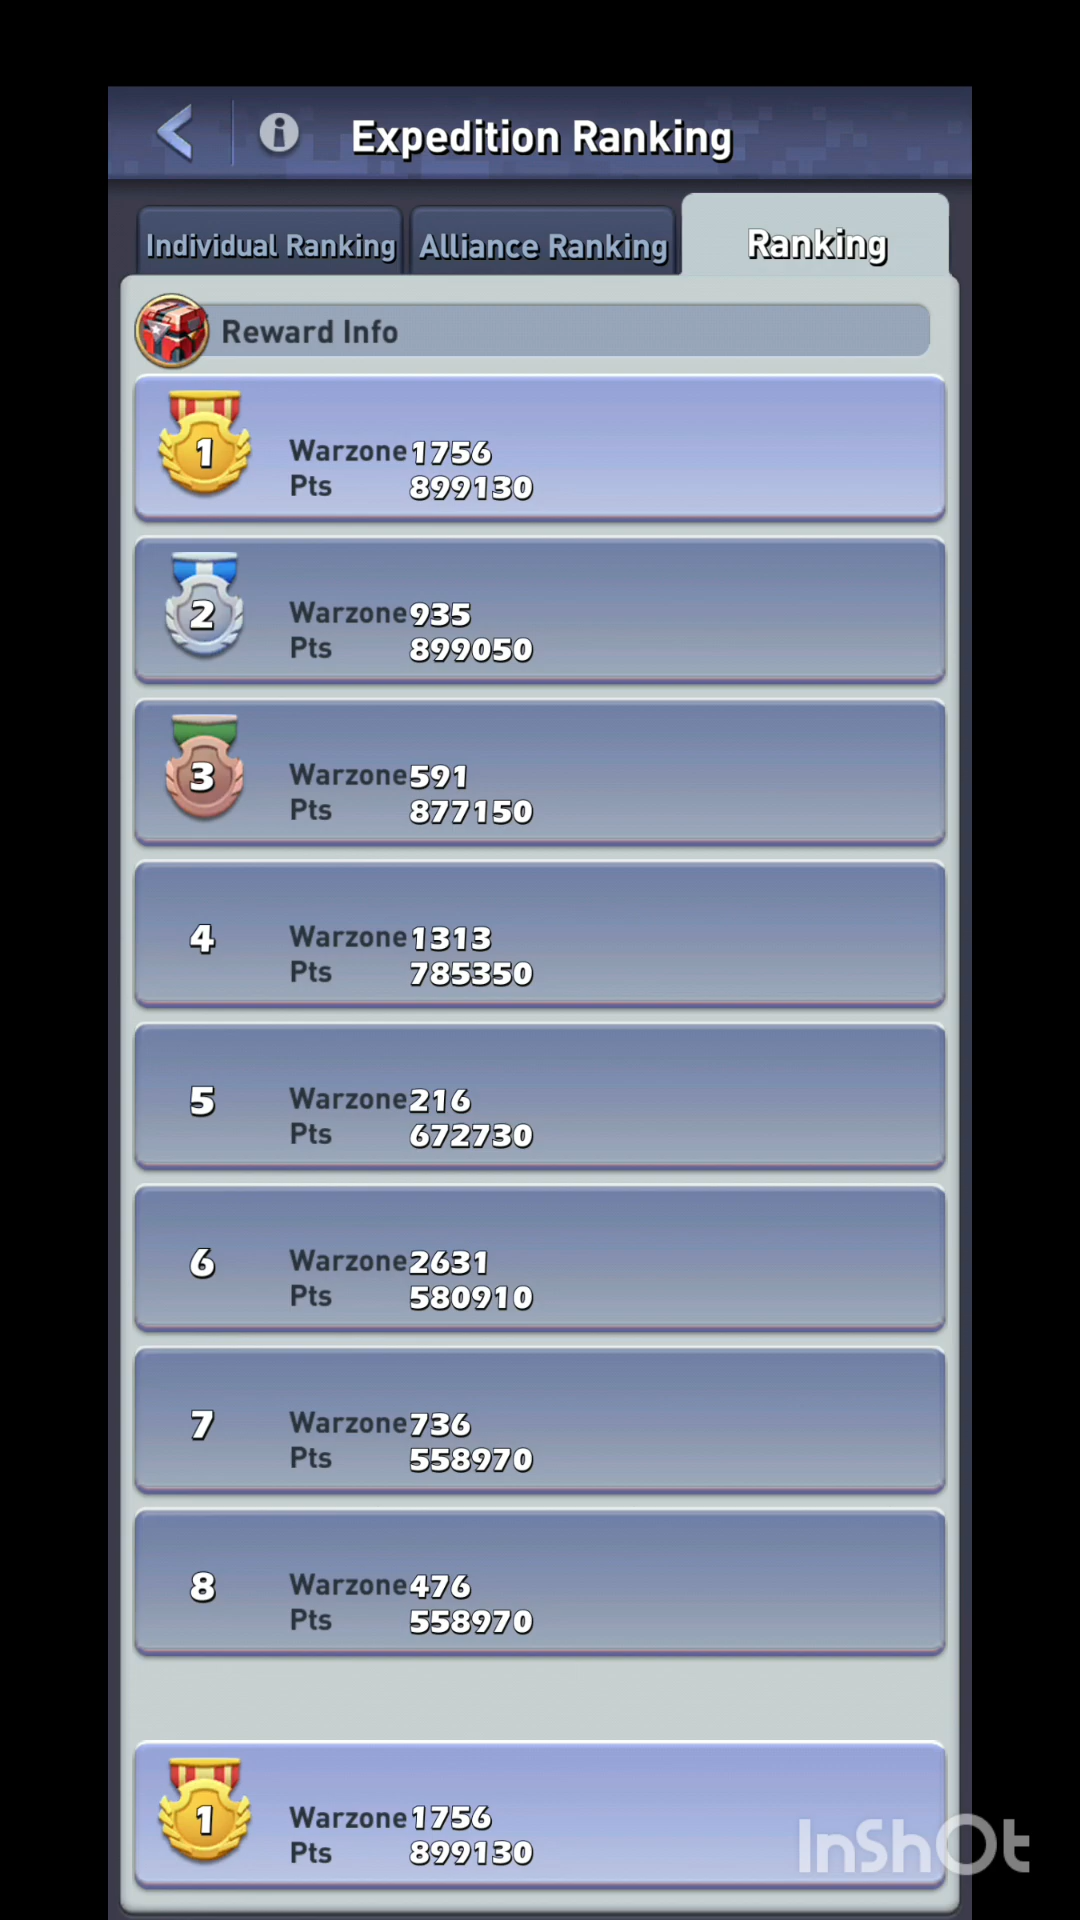 Expedition Ranking
Individual Ranking Alliance Ranking Ranking
Reward Info
1 Warzone 1756
Pts 899130
2 Warzone 935
Pts 899050
3 Warzone 591
Pts 877150
4 Warzone 1313
Pts 785350
5 Warzone 216
Pts 672730
6 Warzone 2631
Pts 580910
7 Warzone 736
Pts 558970
8 Warzone 476
Pts 558970
1 Warzone 1756
Pts 899130
InShOt